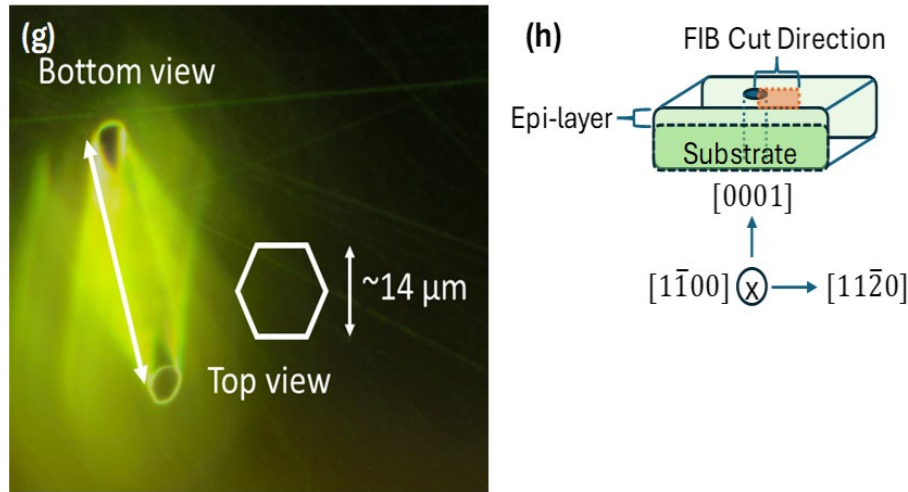 (g)
Bottom view
~14 μm
Top view
(h)
FIB Cut Direction
Epi-layer
Substrate
[0001]
[11̅00] X [112̅0]